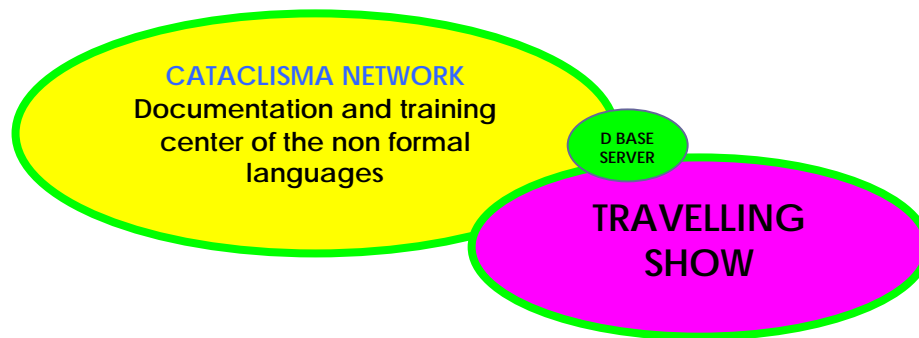 CATACLISMA NETWORK
Documentation and training
center of the non formal
languages
D BASE
SERVER
TRAVELLING
SHOW